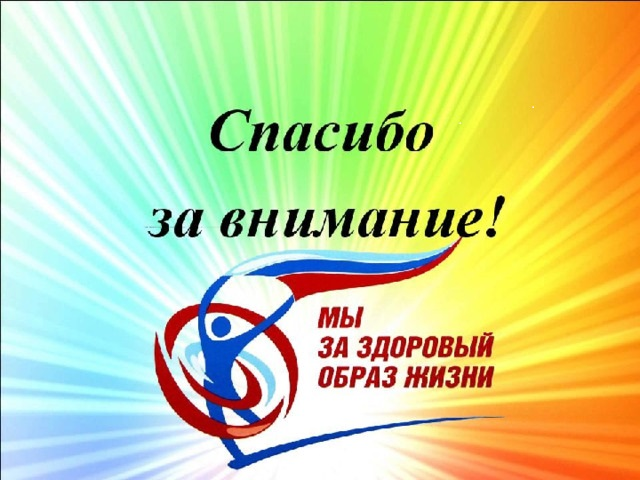 Спасибо
за внимание!
МЫ
ЗА ЗДОРОВЫЙ
ОБРАЗ ЖИЗНИ